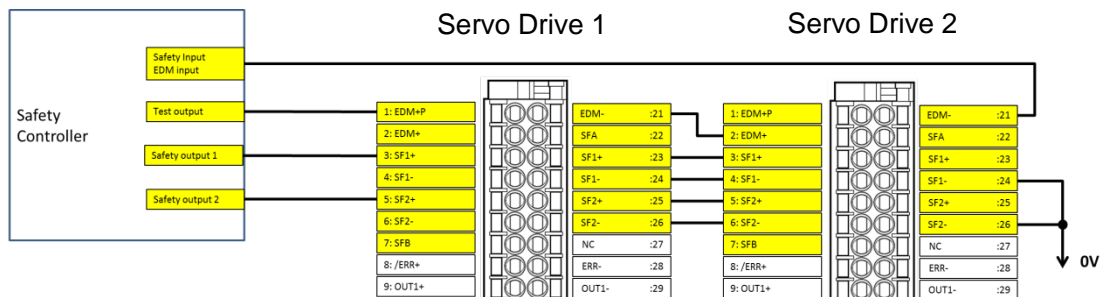 Servo Drive 1
Servo Drive 2
Safety Controller
Safety Input
EDM input
Test output
Safety output 1
Safety output 2
1: EDM+P
2: EDM+
3: SF1+
4: SF1-
5: SF2+
6: SF2-
7: SFB
8: /ERR+
9: OUT1+
EDM- :21
SFA :22
SF1+ :23
SF1- :24
SF2+ :25
SF2- :26
NC :27
ERR- :28
OUT1- :29
1: EDM+P
2: EDM+
3: SF1+
4: SF1-
5: SF2+
6: SF2-
7: SFB
8: /ERR+
9: OUT1+
EDM- :21
SFA :22
SF1+ :23
SF1- :24
SF2+ :25
SF2- :26
NC :27
ERR- :28
OUT1- :29
0V